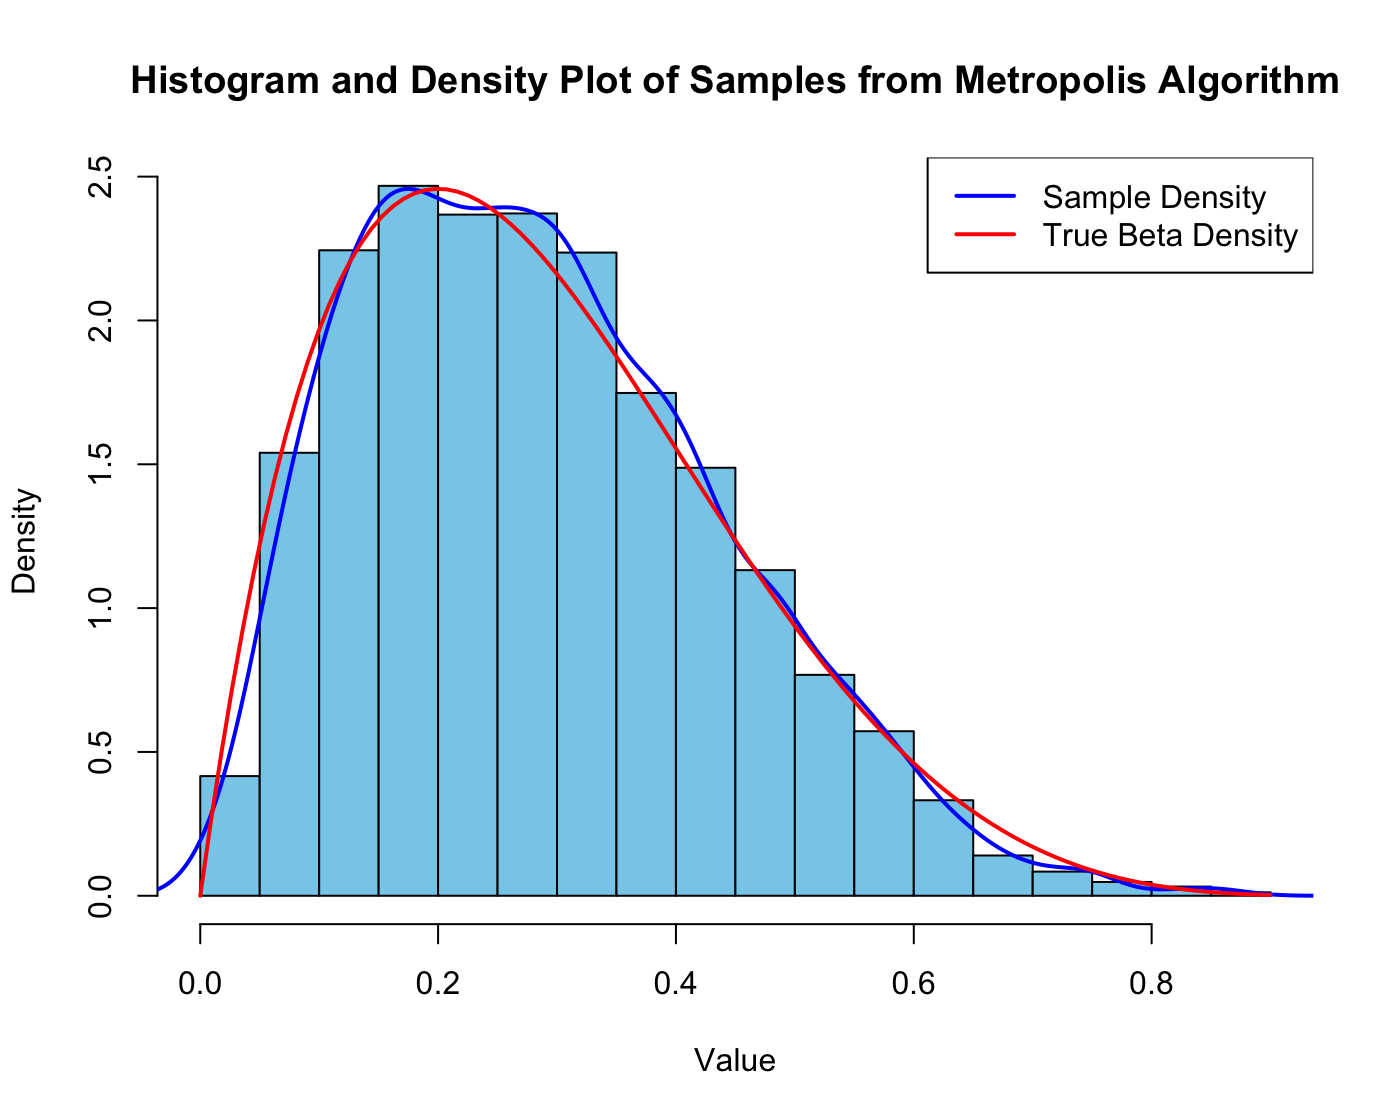 Histogram and Density Plot of Samples from Metropolis Algorithm
Sample Density
True Beta Density
Density
2.5
2.0
1.5
1.0
0.5
0.0
0.0 0.2 0.4 0.6 0.8
Value